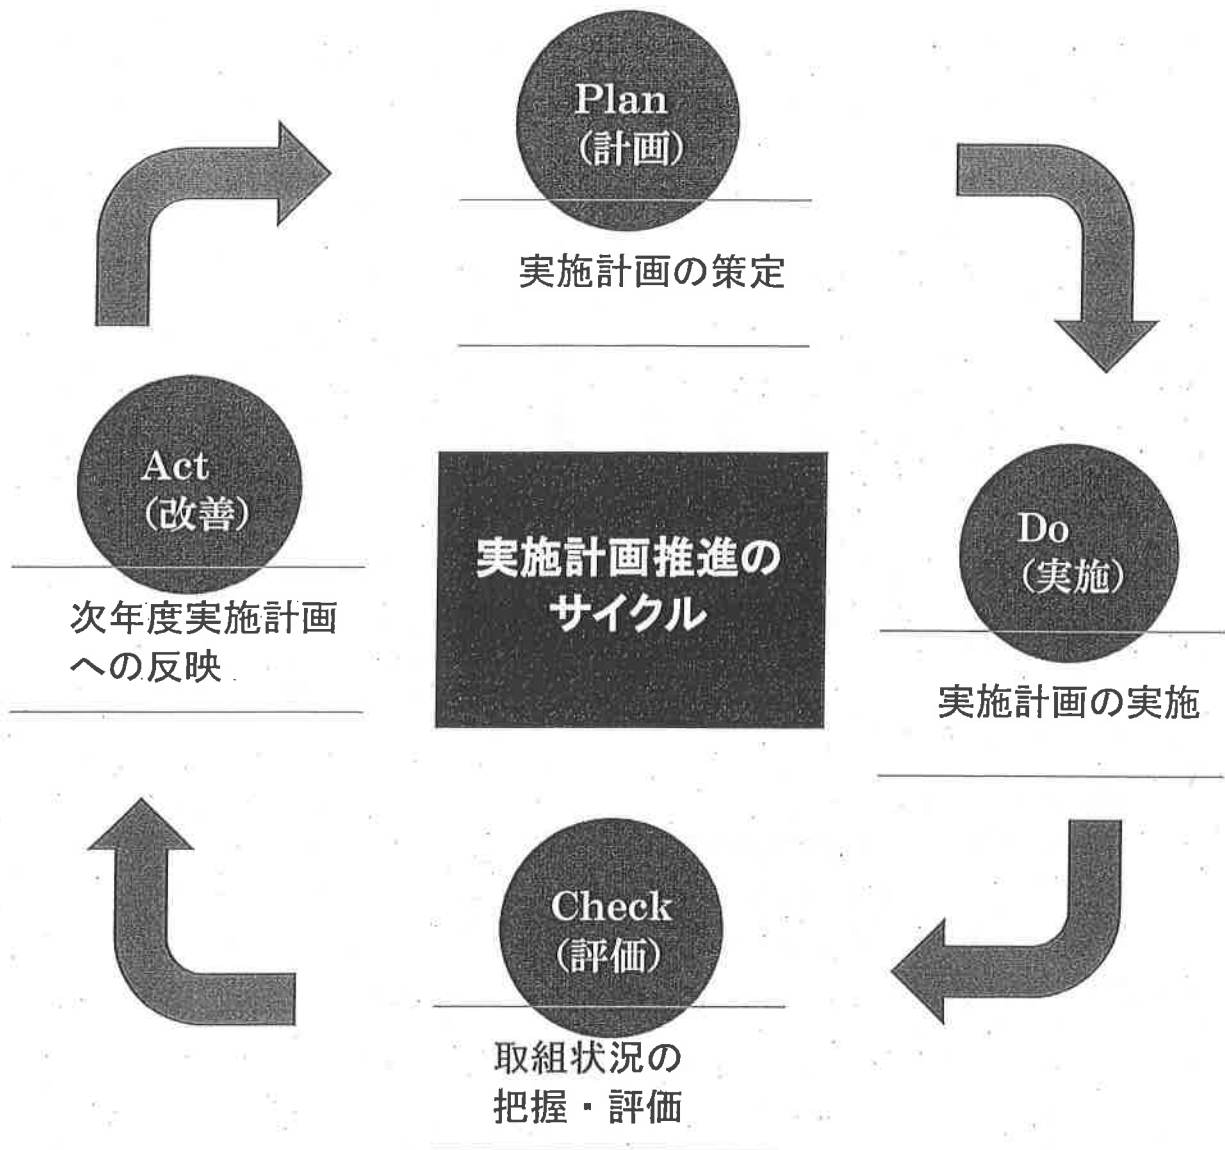 Plan
(計画)
実施計画の策定
Act
(改善)
次年度実施計画
への反映
実施計画推進の
サイクル
Do
(実施)
実施計画の実施
Check
(評価)
取組状況の
把握・評価